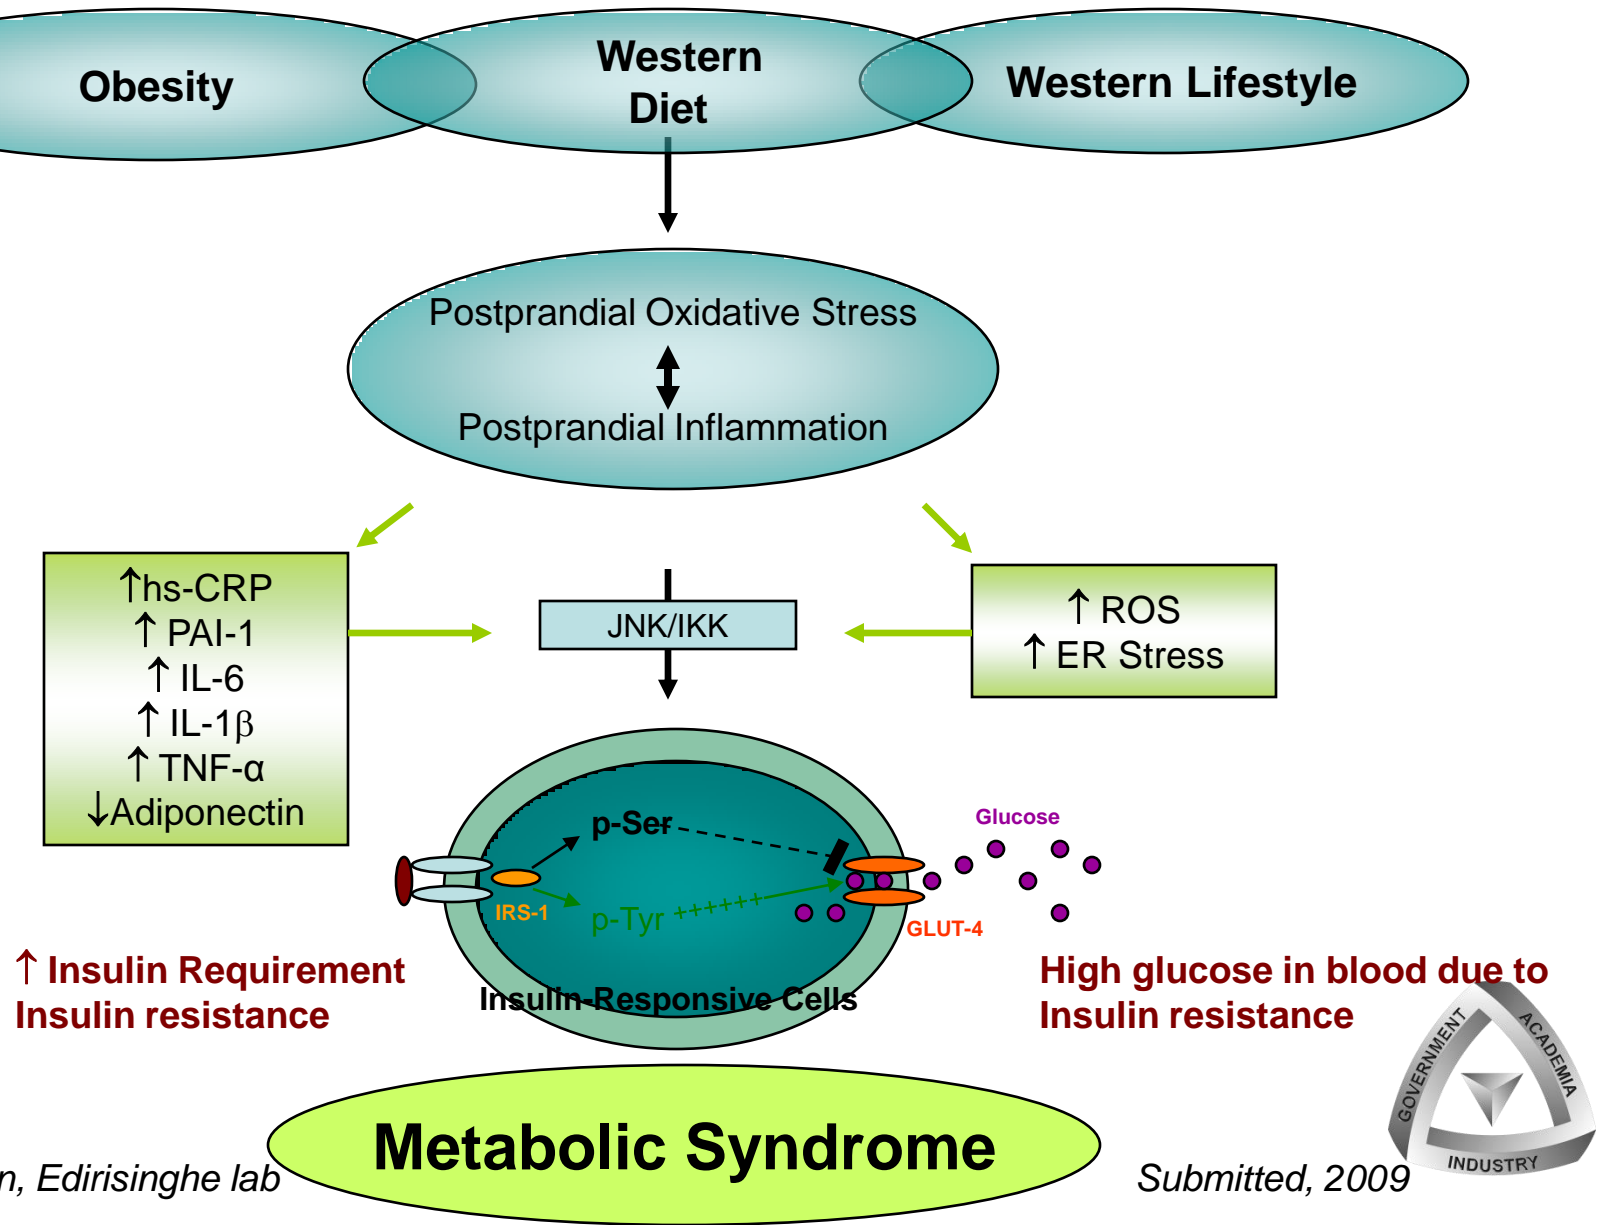 Obesity
Western
Diet
Western Lifestyle
Postprandial Oxidative Stress
Postprandial Inflammation
↑hs-CRP
↑ PAI-1
↑ IL-6
↑ IL-1β
↑ TNF-α
↓Adiponectin
JNK/IKK
↑ ROS
↑ ER Stress
p-Ser
Glucose
IRS-1
p-Tyr ++++++
GLUT-4
↑ Insulin Requirement
Insulin resistance
Insulin-Responsive Cells
High glucose in blood due to
Insulin resistance
GOVERNMENT
ACADEMIA
INDUSTRY
Metabolic Syndrome
n, Edirisinghe lab
Submitted, 2009